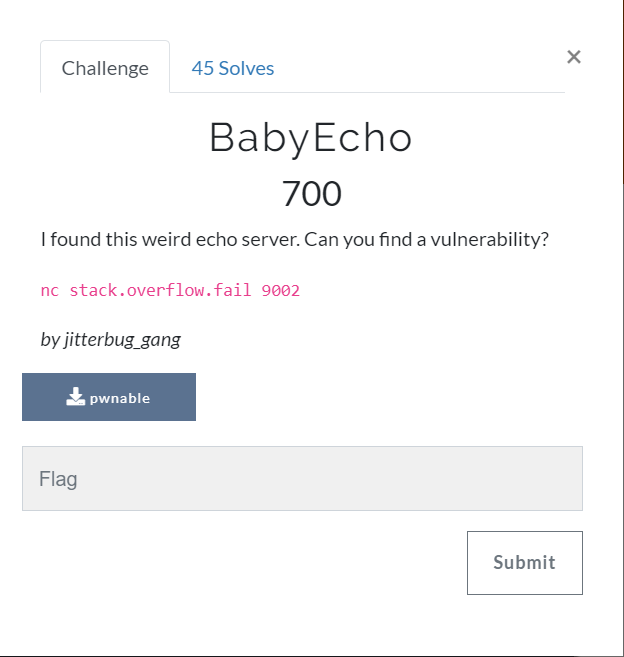 Challenge
45 Solves
×
BabyEcho
700
I found this weird echo server. Can you find a vulnerability?
nc stack.overflow.fail 9002
by jitterbug_gang
pwnable
Flag
Submit